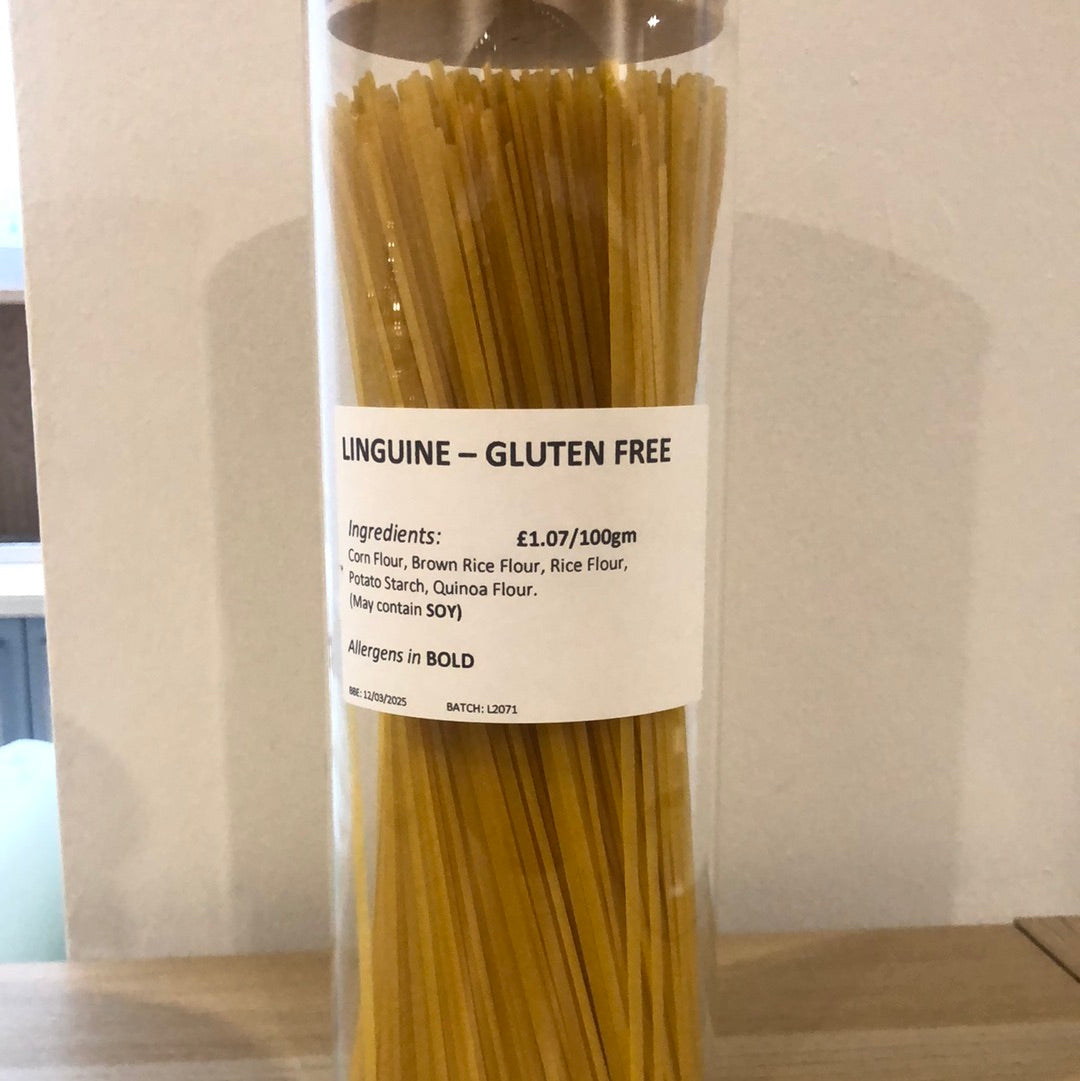 LINGUINE – GLUTEN FREE
Ingredients: £1.07/100gm
Corn Flour, Brown Rice Flour, Rice Flour,
Potato Starch, Quinoa Flour.
(May contain SOY)
Allergens in BOLD
BBE: 12/03/2025 BATCH: L2071